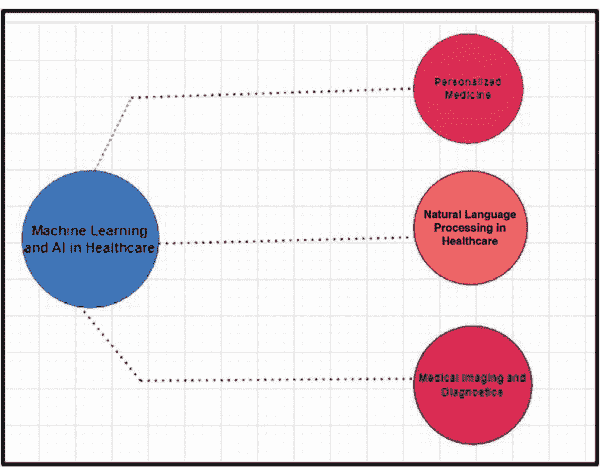 Personalized
Medicine
Natural Language
Processing in
Healthcare
Machine Learning
and AI in Healthcare
Medical Imaging and
Diagnostics